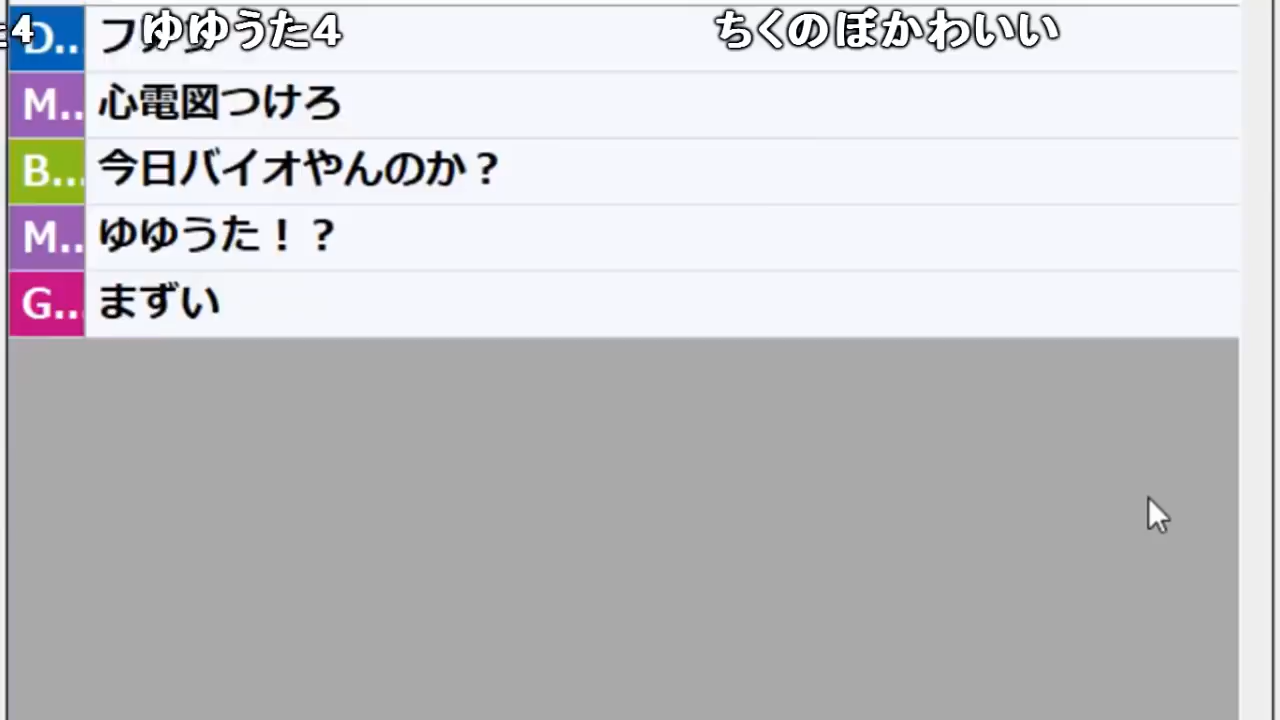 ゆゆうた4
ちくのぼかわいい
D..
M.. 心電図つけろ
B... 今日バイオやんのか？
M.. ゆゆうた！？
G... まずい